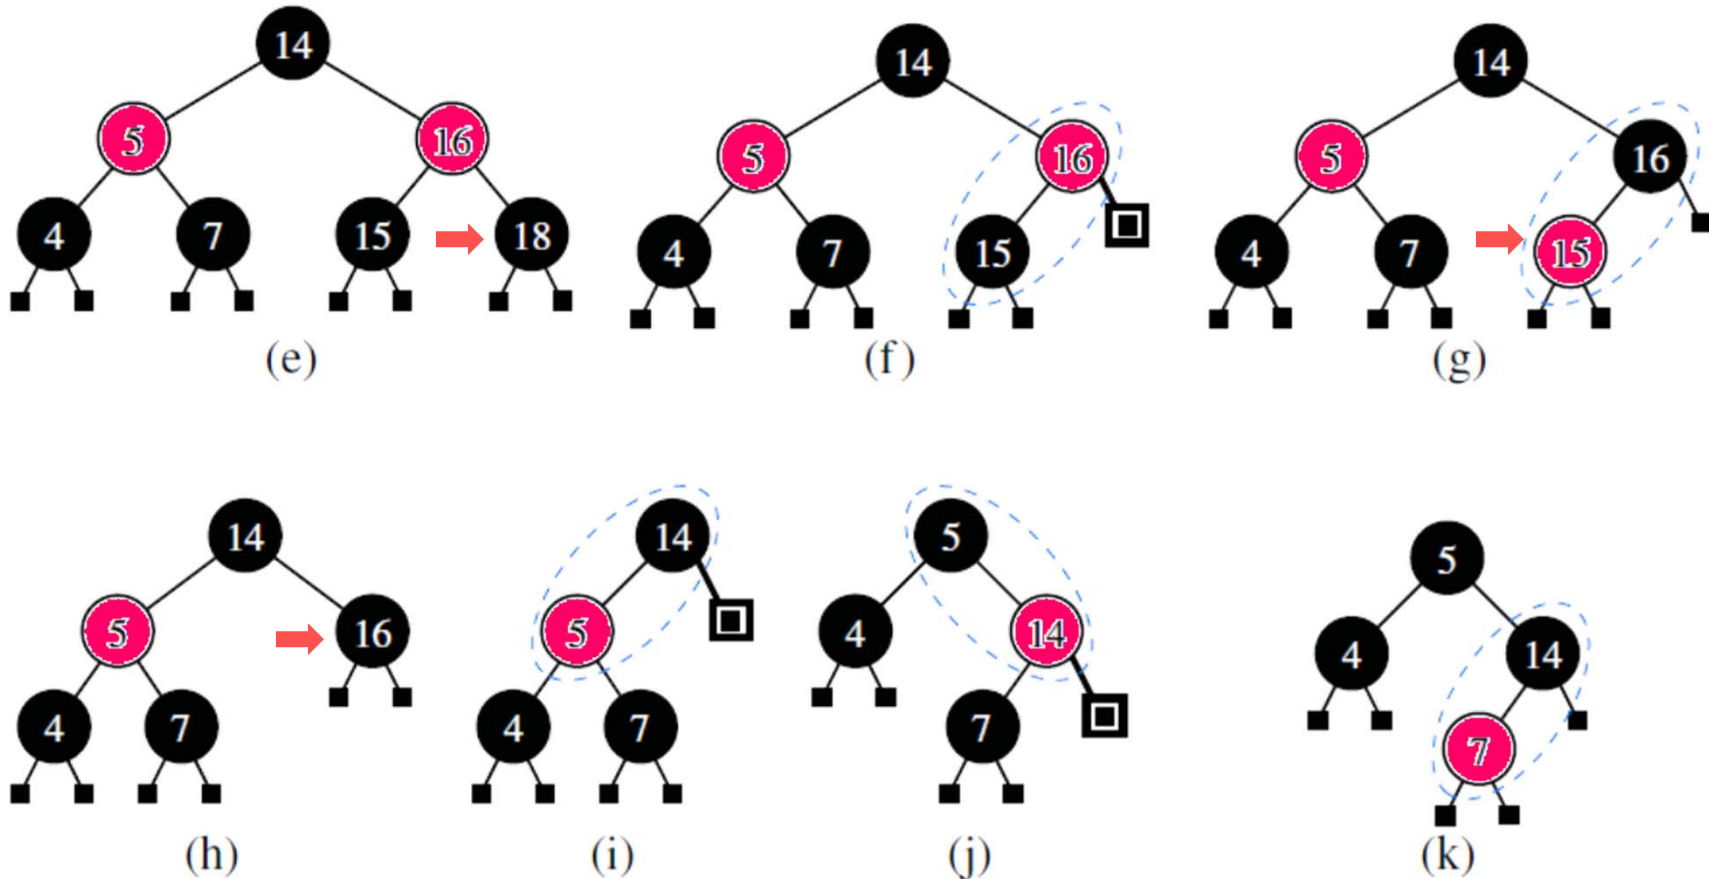 14 14 14
5 16 5 16 5 16
4 7 15 18 4 7 15 4 7 15
(e) (f) (g)
14 14 5 5
5 16 5 4 14 4 14
4 7 4 7 7 7
(h) (i) (j) (k)